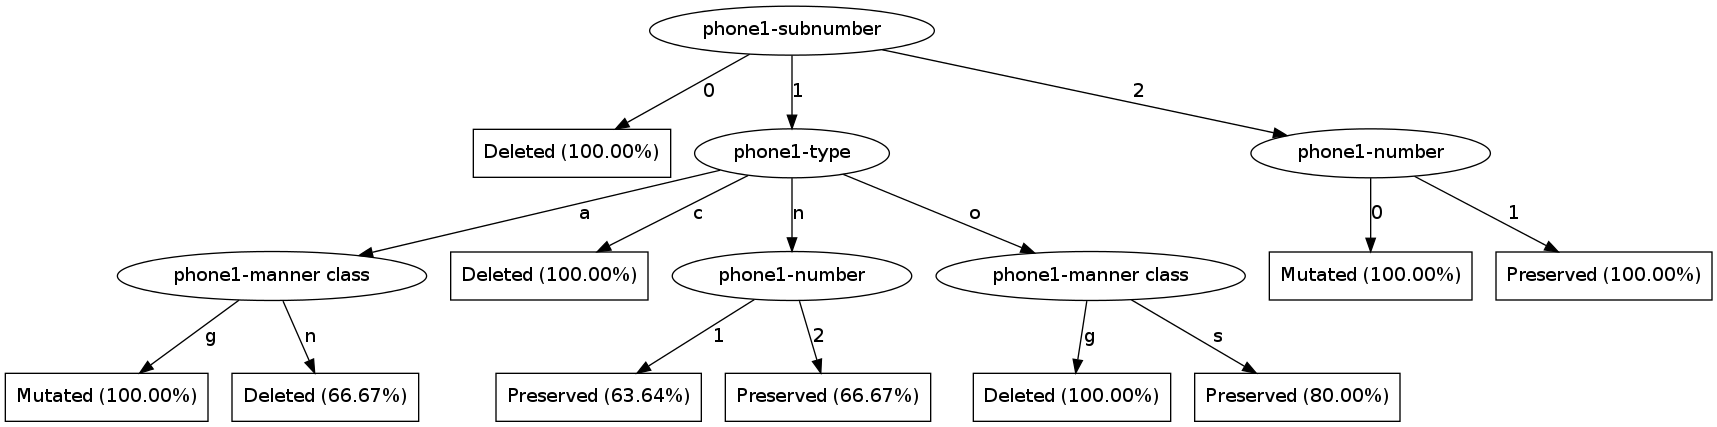 phone1-subnumber
0
1
2
Deleted (100.00%)
phone1-type
phone1-number
a
c
n
o
0
1
phone1-manner class
Deleted (100.00%)
phone1-number
phone1-manner class
Mutated (100.00%)
Preserved (100.00%)
g
n
1
2
g
s
Mutated (100.00%)
Deleted (66.67%)
Preserved (63.64%)
Preserved (66.67%)
Deleted (100.00%)
Preserved (80.00%)